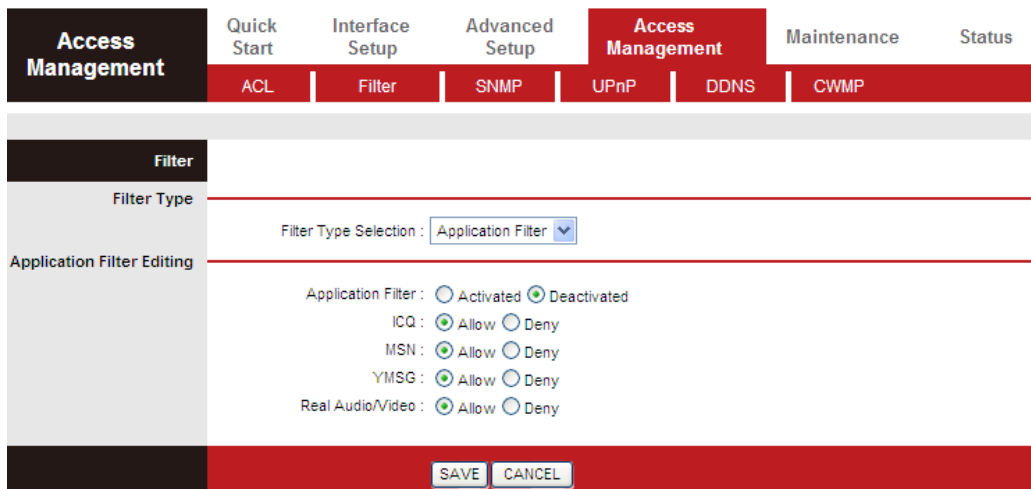 Access Management
Quick Start
Interface Setup
Advanced Setup
Access Management
Maintenance
Status
ACL
Filter
SNMP
UPnP
DDNS
CWMP
Filter
Filter Type
Filter Type Selection : Application Filter
Application Filter Editing
Application Filter : Activated Deactivated
ICQ : Allow Deny
MSN : Allow Deny
YMSG : Allow Deny
Real Audio/Video : Allow Deny
SAVE CANCEL